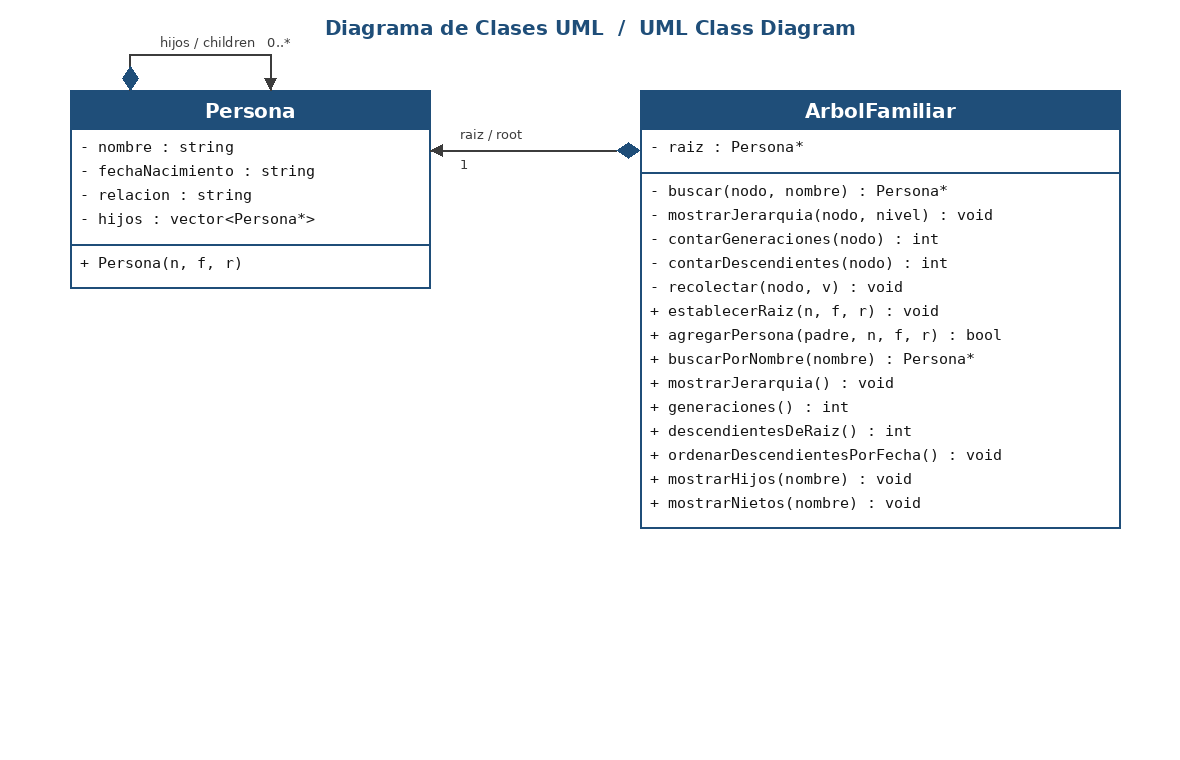 Diagrama de Clases UML / UML Class Diagram
hijos / children 0..*
Persona
- nombre : string
- fechaNacimiento : string
- relacion : string
- hijos : vector<Persona*>
+ Persona(n, f, r)
raiz / root
1
ArbolFamiliar
- raiz : Persona*
- buscar(nodo, nombre) : Persona*
- mostrarJerarquia(nodo, nivel) : void
- contarGeneraciones(nodo) : int
- contarDescendientes(nodo) : int
- recolectar(nodo, v) : void
+ establecerRaiz(n, f, r) : void
+ agregarPersona(padre, n, f, r) : bool
+ buscarPorNombre(nombre) : Persona*
+ mostrarJerarquia() : void
+ generaciones() : int
+ descendientesDeRaiz() : int
+ ordenarDescendientesPorFecha() : void
+ mostrarHijos(nombre) : void
+ mostrarNietos(nombre) : void